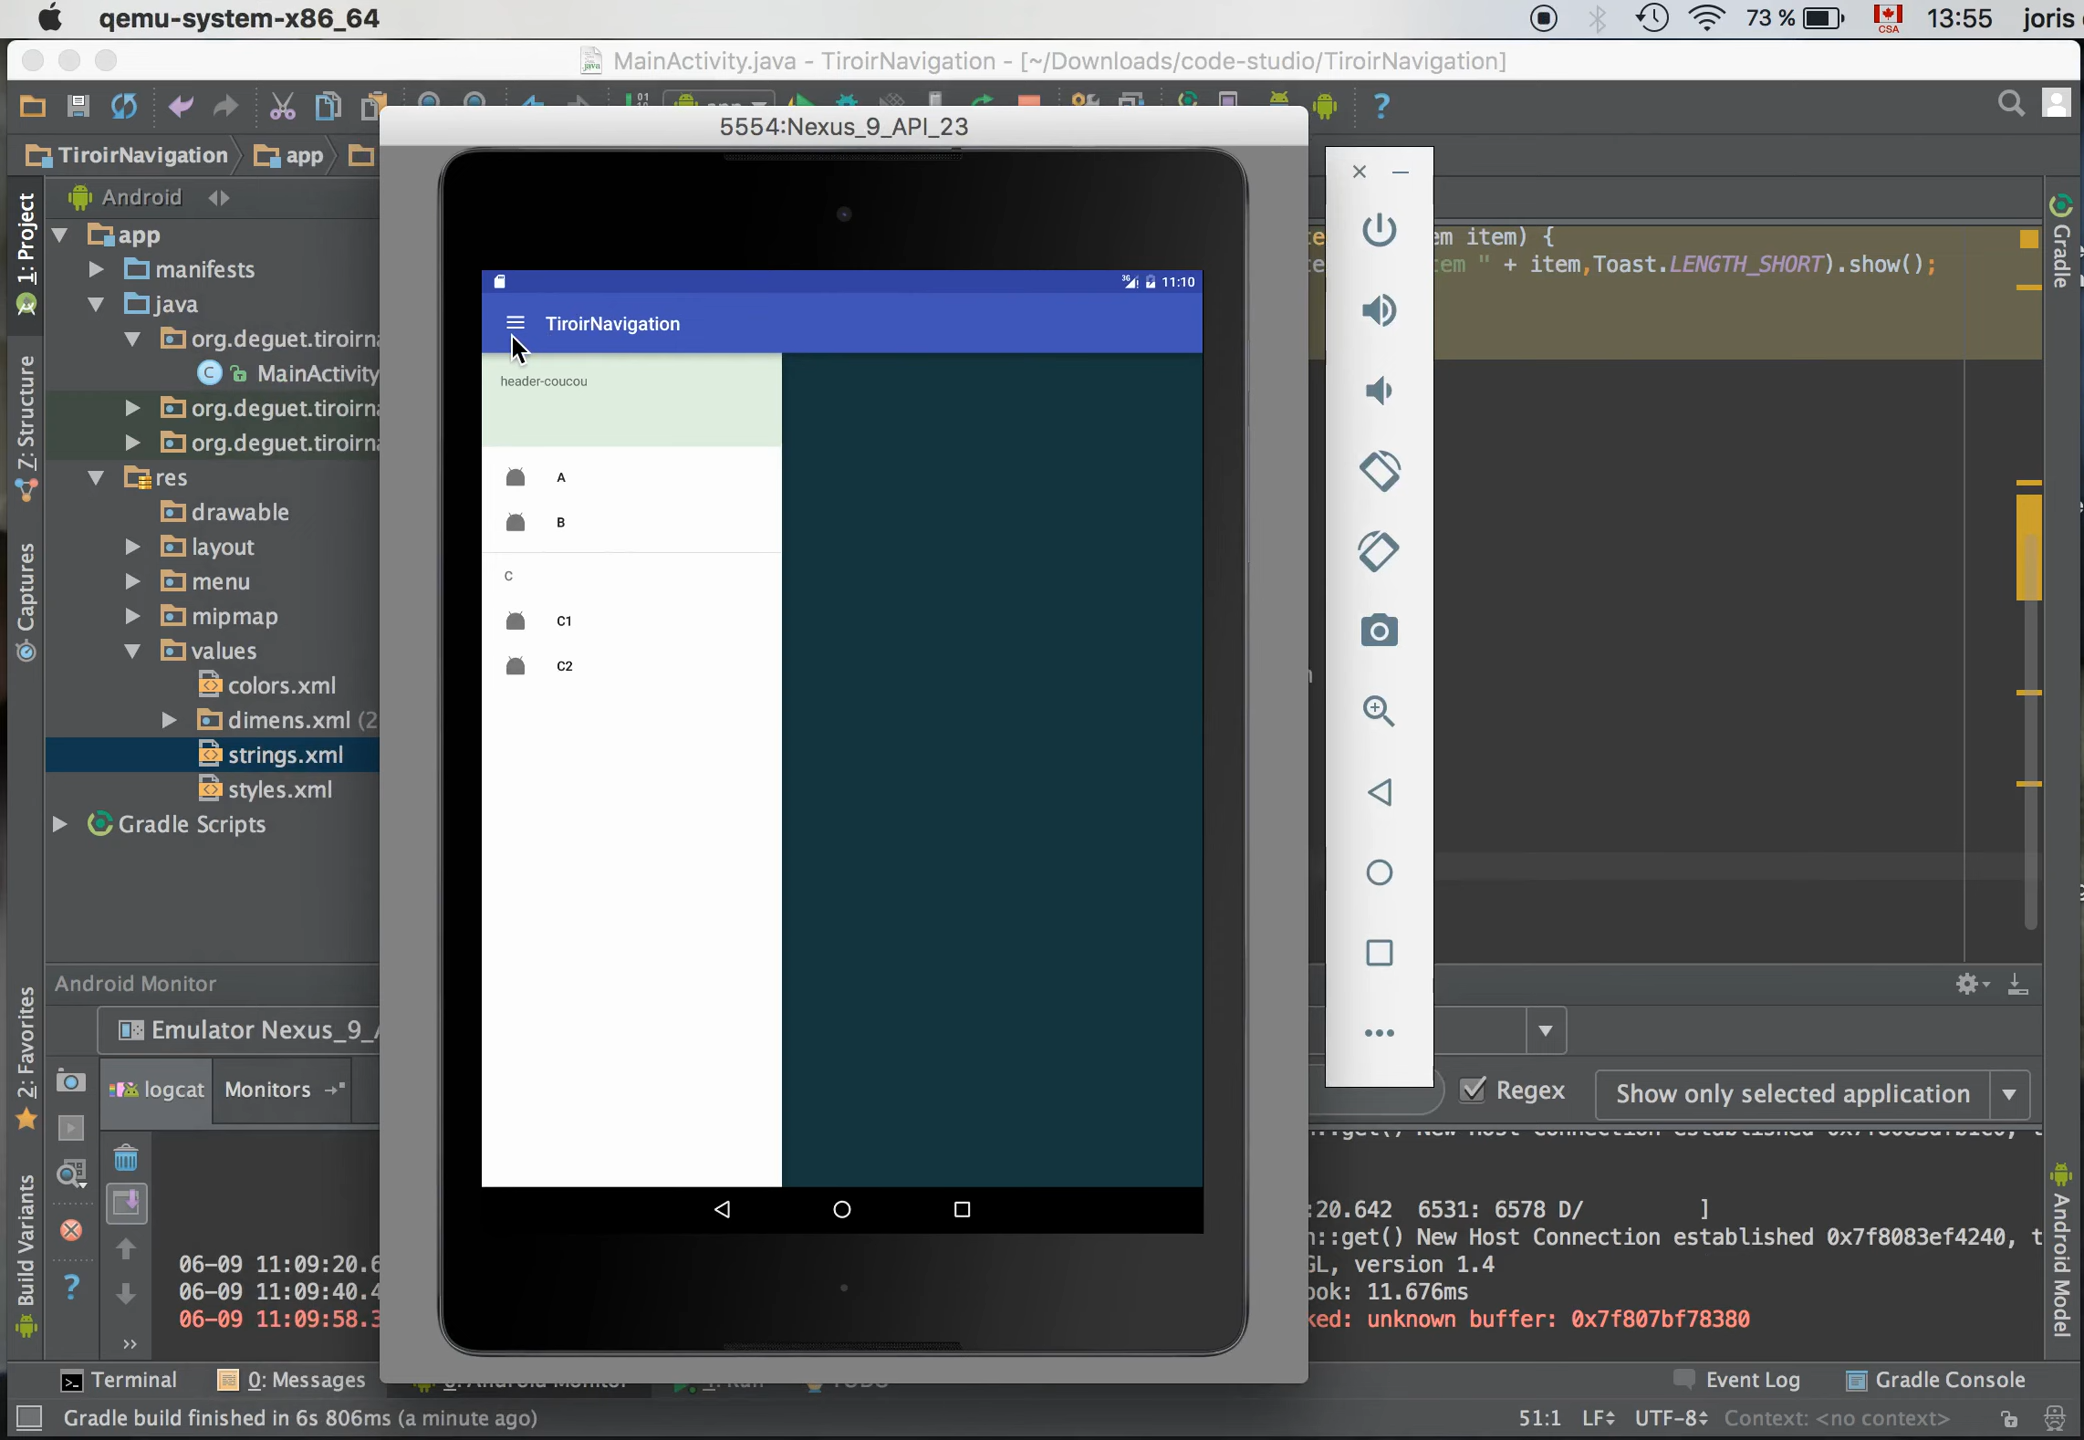 qemu-system-x86_64
73 %
CSA
13:55
joris
MainActivity.java - TiroirNavigation - [~/Downloads/code-studio/TiroirNavigation]
5554:Nexus_9_API_23
TiroirNavigation
app
1: Project
Android
app
manifests
java
org.deguet.tiroirna
MainActivity
org.deguet.tiroirna
org.deguet.tiroirna
res
drawable
layout
menu
mipmap
values
colors.xml
dimens.xml (2
strings.xml
styles.xml
Gradle Scripts
7: Structure
Captures
2: Favorites
Build Variants
3G
11:10
TiroirNavigation
header-coucou
A
B
C
C1
C2
em item) {
em " + item,Toast.LENGTH_SHORT).show();
Gradle
Android Model
Android Monitor
Emulator Nexus_9_A
logcat
Monitors
Regex
Show only selected application
:20.642 6531: 6578 D/ ]
n::get() New Host Connection established 0x7f8083ef4240, t
06-09 11:09:20.6
GL, version 1.4
06-09 11:09:40.4
ook: 11.676ms
06-09 11:09:58.3
ked: unknown buffer: 0x7f807bf78380
Terminal
0: Messages
Event Log
Gradle Console
Gradle build finished in 6s 806ms (a minute ago)
51:1
LF
UTF-8
Context: <no context>